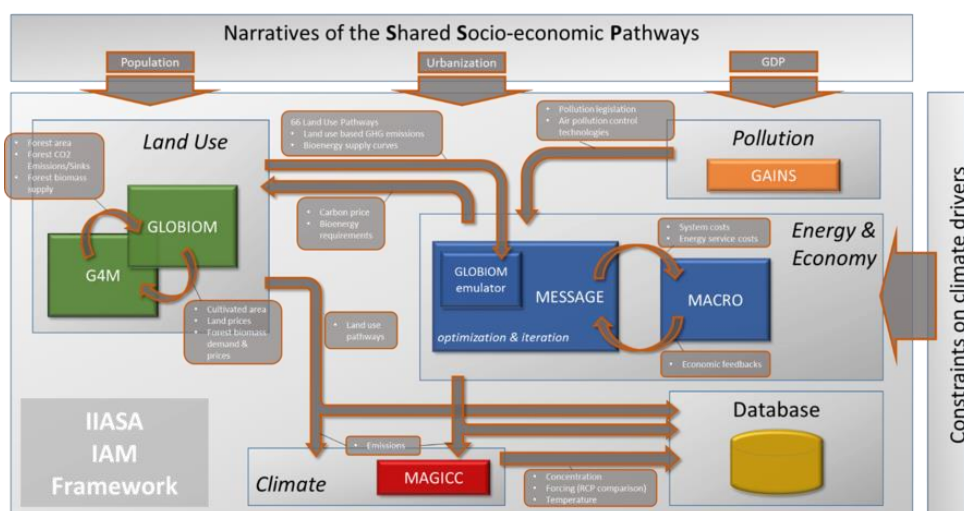 Narratives of the Shared Socio-economic Pathways
Population
Urbanization
GDP
Land Use
• Forest area
• Forest CO2
Emissions/Sinks
• Forest biomass
supply
GLOBIOM
G4M
• Cultivated area
• Land prices
• Forest biomass
demand &
prices
66 Land Use Pathways
• Land use based GHG emissions
• Bioenergy supply curves
• Carbon price
• Bioenergy
requirements
• Pollution legislation
• Air pollution control
technologies
Pollution
GAINS
Energy &
Economy
• System costs
• Energy service costs
GLOBIOM
emulator
MESSAGE
MACRO
optimization & iteration
• Economic feedbacks
• Land use
pathways
Constraints on climate drivers
IIASA
IAM
Framework
• Emissions
Climate
MAGICC
• Concentration
• Forcing (RCP comparison)
• Temperature
Database